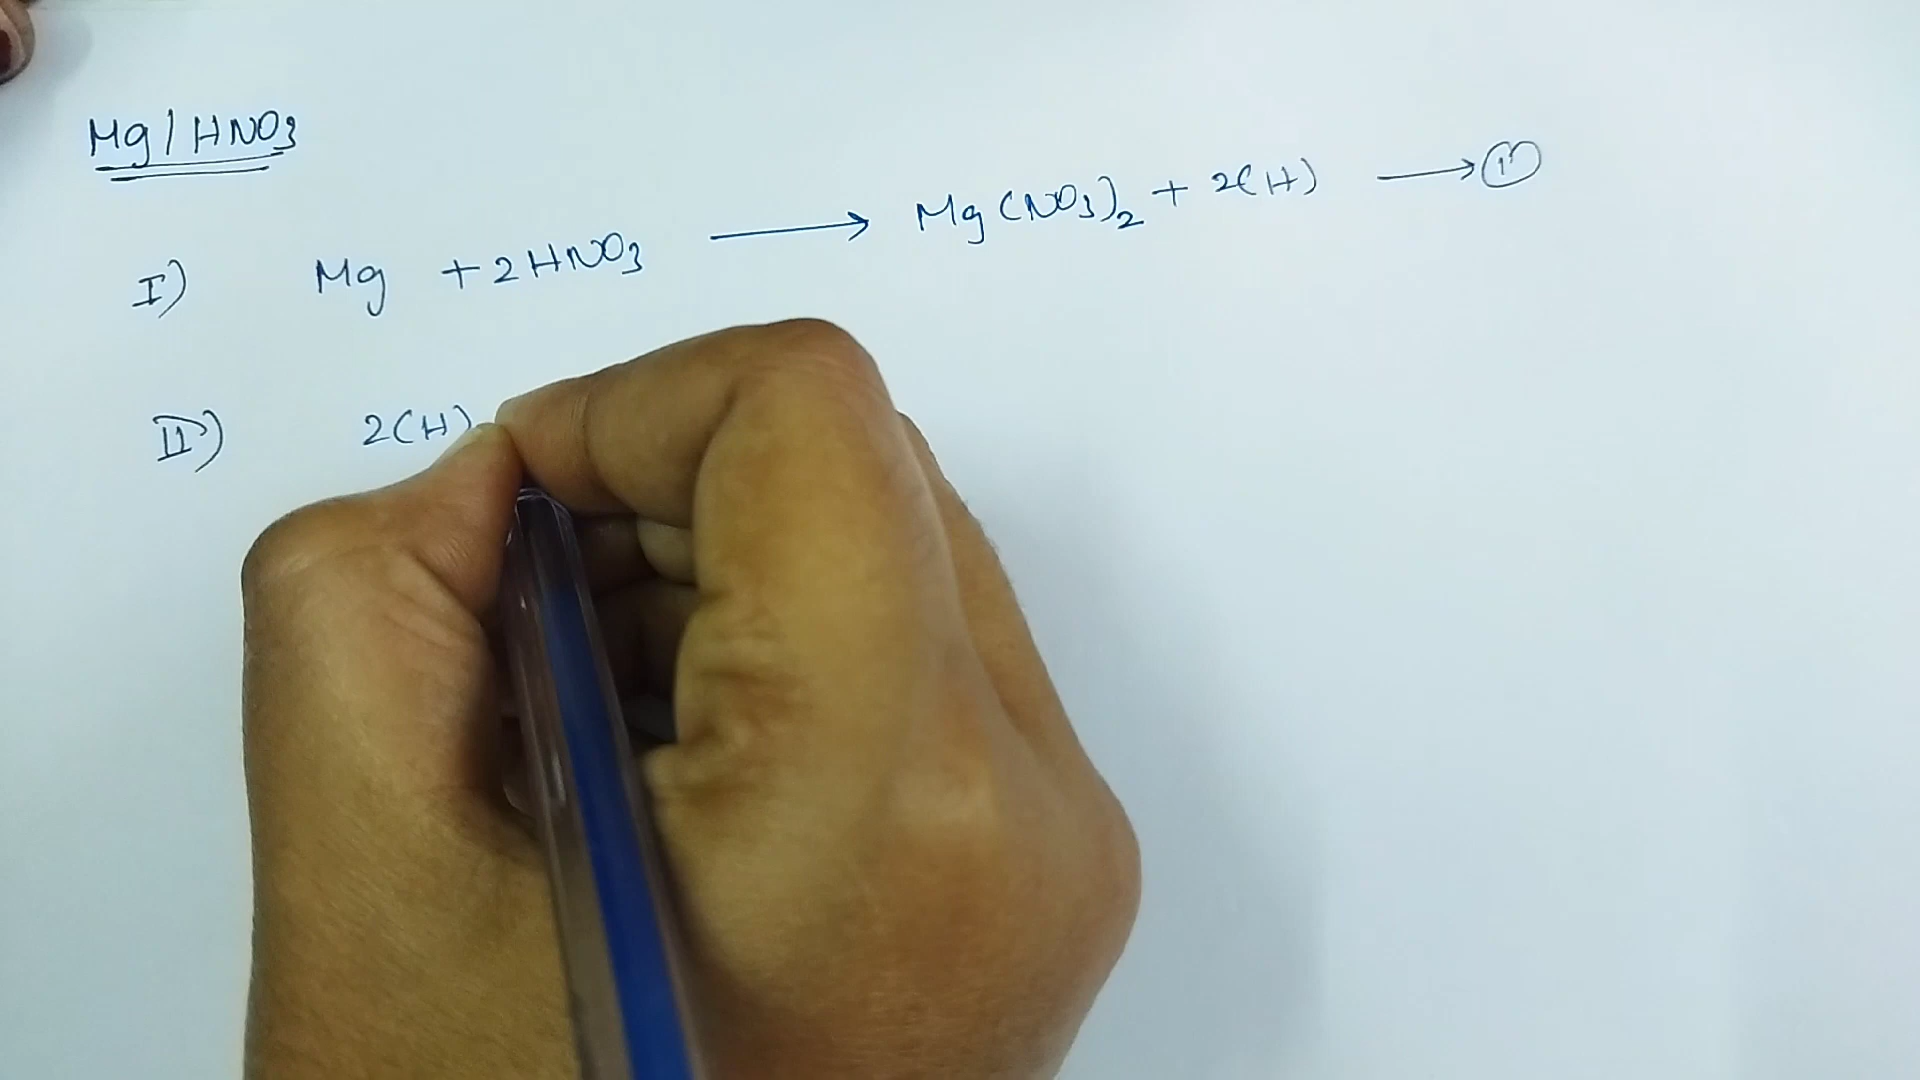 Mg / HNO3
I) Mg + 2HNO3 ⟶ Mg(NO3)2 + 2(H) ⟶ ①
II) 2(H)